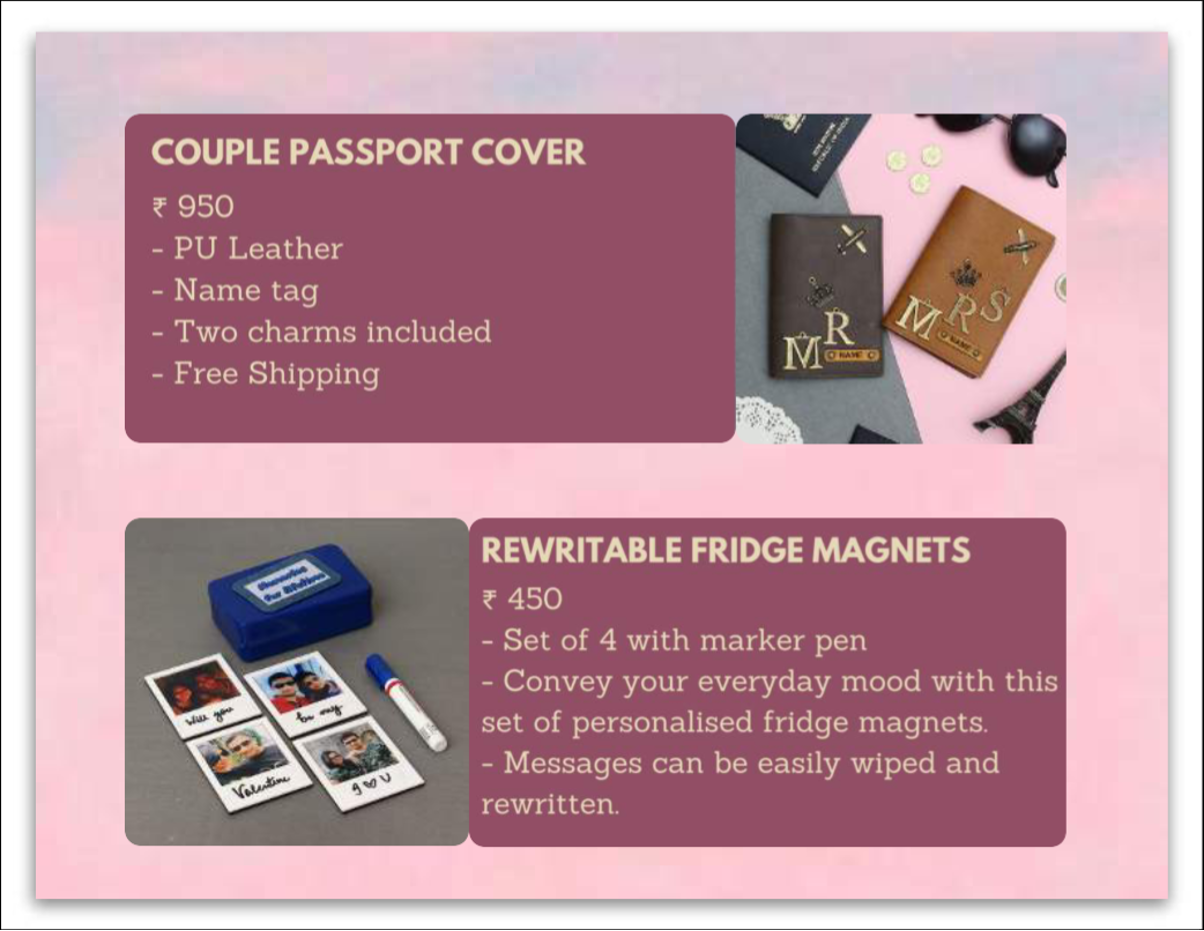 COUPLE PASSPORT COVER
₹ 950
- PU Leather
- Name tag
- Two charms included
- Free Shipping
M R
NAME
M R S
NAME
REWRITABLE FRIDGE MAGNETS
₹ 450
- Set of 4 with marker pen
- Convey your everyday mood with this
set of personalised fridge magnets.
- Messages can be easily wiped and
rewritten.
Will you
be my
Valentine
I ♡ U